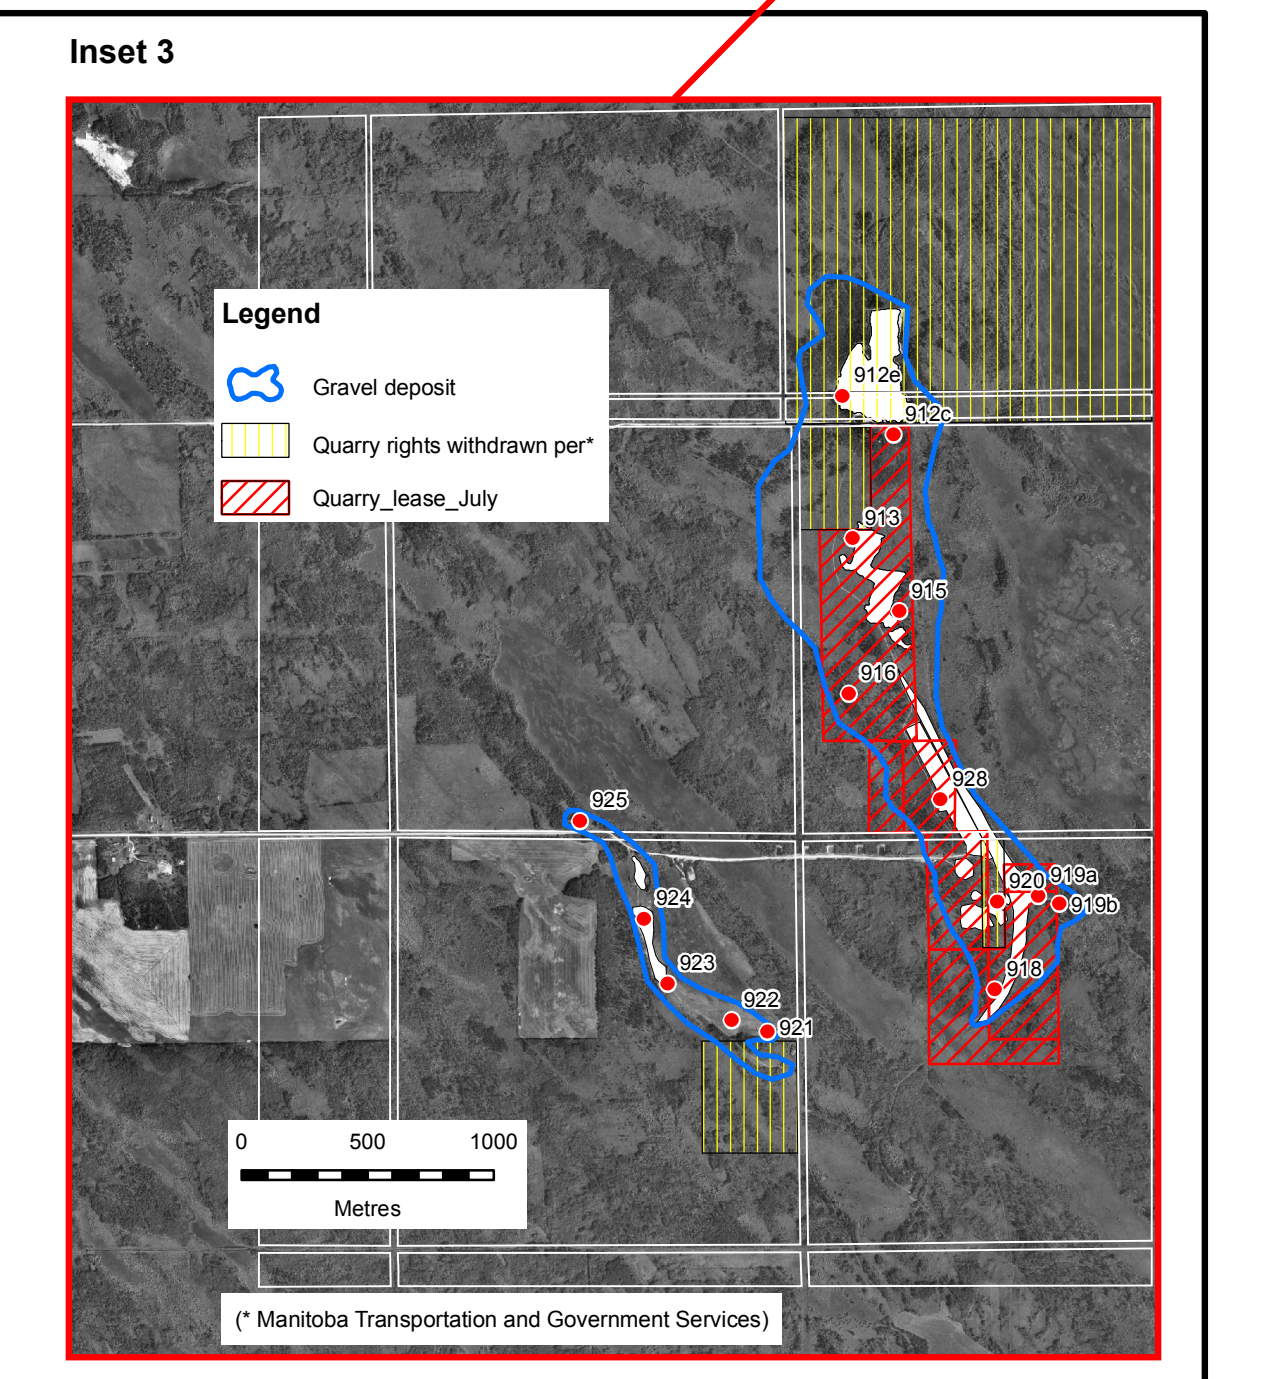 Inset 3
Legend
Gravel deposit
Quarry rights withdrawn per*
Quarry_lease_July
912e
912c
913
915
916
928
925
919a
920
919b
924
923
918
922
921
0 500 1000
Metres
(* Manitoba Transportation and Government Services)